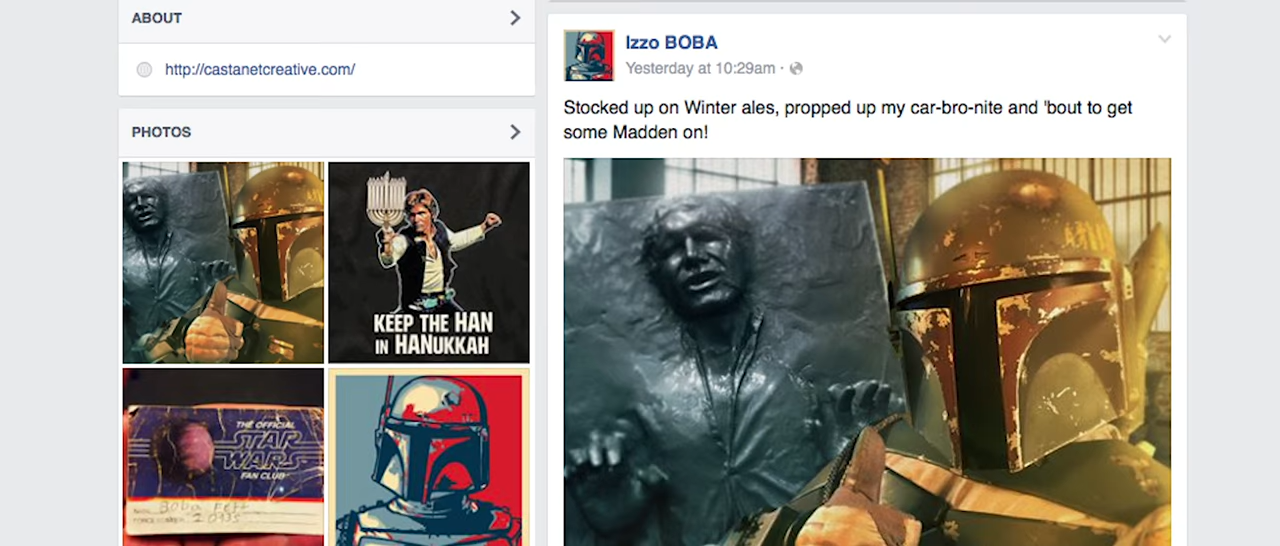 ABOUT
http://castanetcreative.com/
PHOTOS
KEEP THE HAN
IN HANUKKAH
THE OFFICIAL
STAR
WARS
FAN CLUB
Boba Fett
Izzo BOBA
Yesterday at 10:29am ·
Stocked up on Winter ales, propped up my car-bro-nite and 'bout to get
some Madden on!